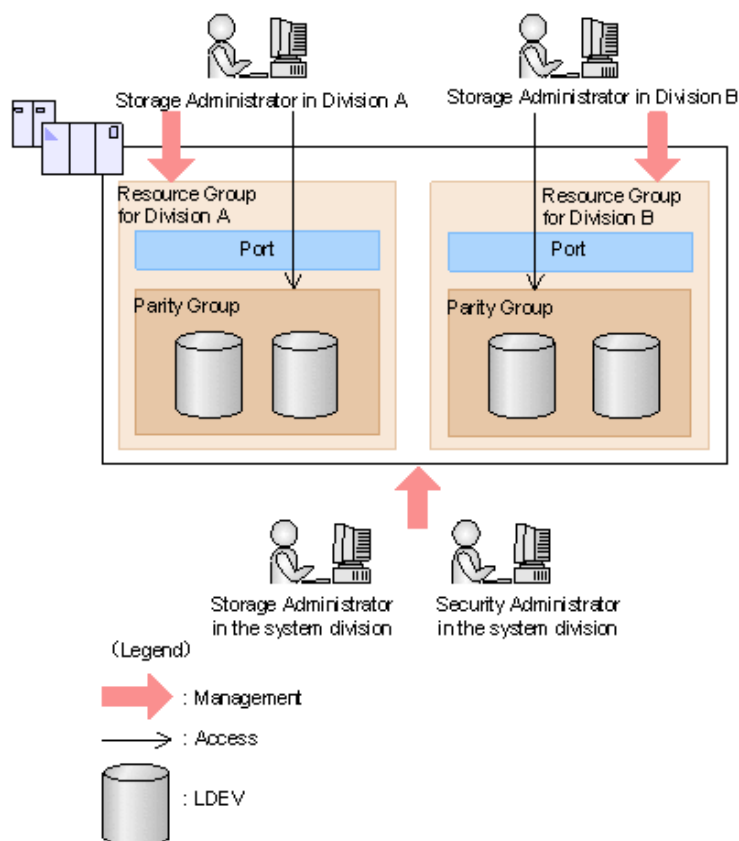 Storage Administrator in Division A
Storage Administrator in Division B
Resource Group
for Division A
Port
Parity Group
Resource Group
for Division B
Port
Parity Group
Storage Administrator
in the system division
Security Administrator
in the system division
(Legend)
: Management
: Access
: LDEV